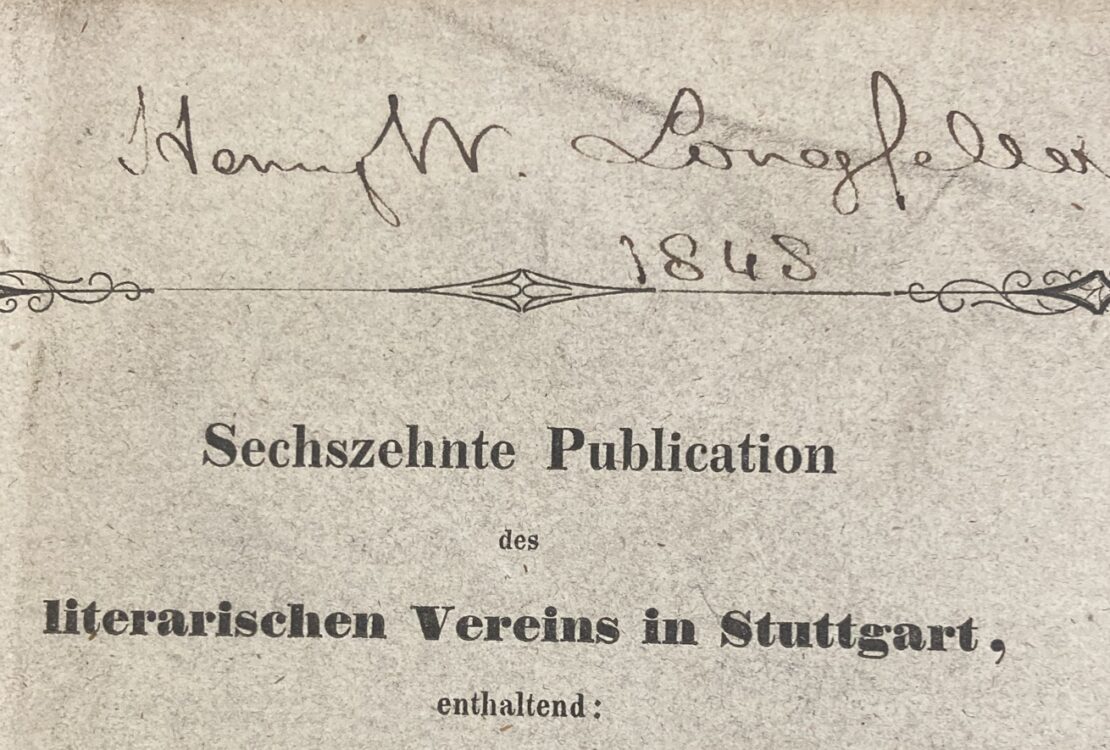 Henry W. Longfellow
1848
Sechszehnte Publication
des
literarischen Vereins in Stuttgart,
enthaltend: